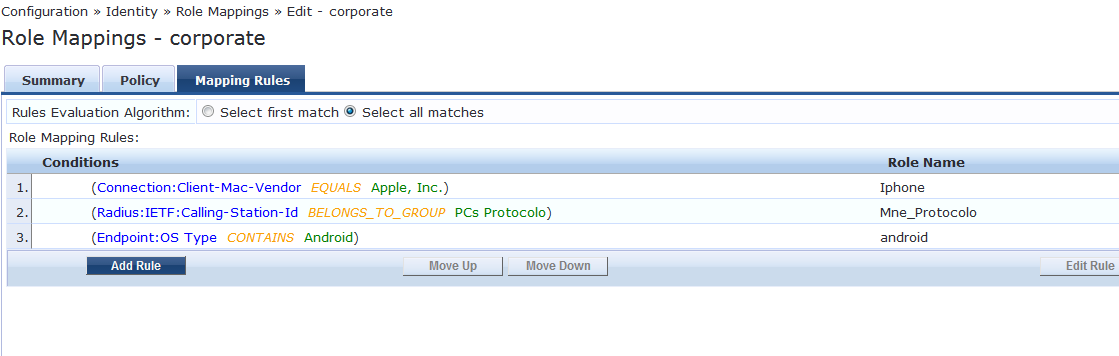 Configuration » Identity » Role Mappings » Edit - corporate
Role Mappings - corporate
Summary Policy Mapping Rules
Rules Evaluation Algorithm: Select first match Select all matches
Role Mapping Rules:
Conditions Role Name
1. (Connection:Client-Mac-Vendor EQUALS Apple, Inc.) Iphone
2. (Radius:IETF:Calling-Station-Id BELONGS_TO_GROUP PCs Protocolo) Mne_Protocolo
3. (Endpoint:OS Type CONTAINS Android) android
Add Rule Move Up Move Down Edit Rule